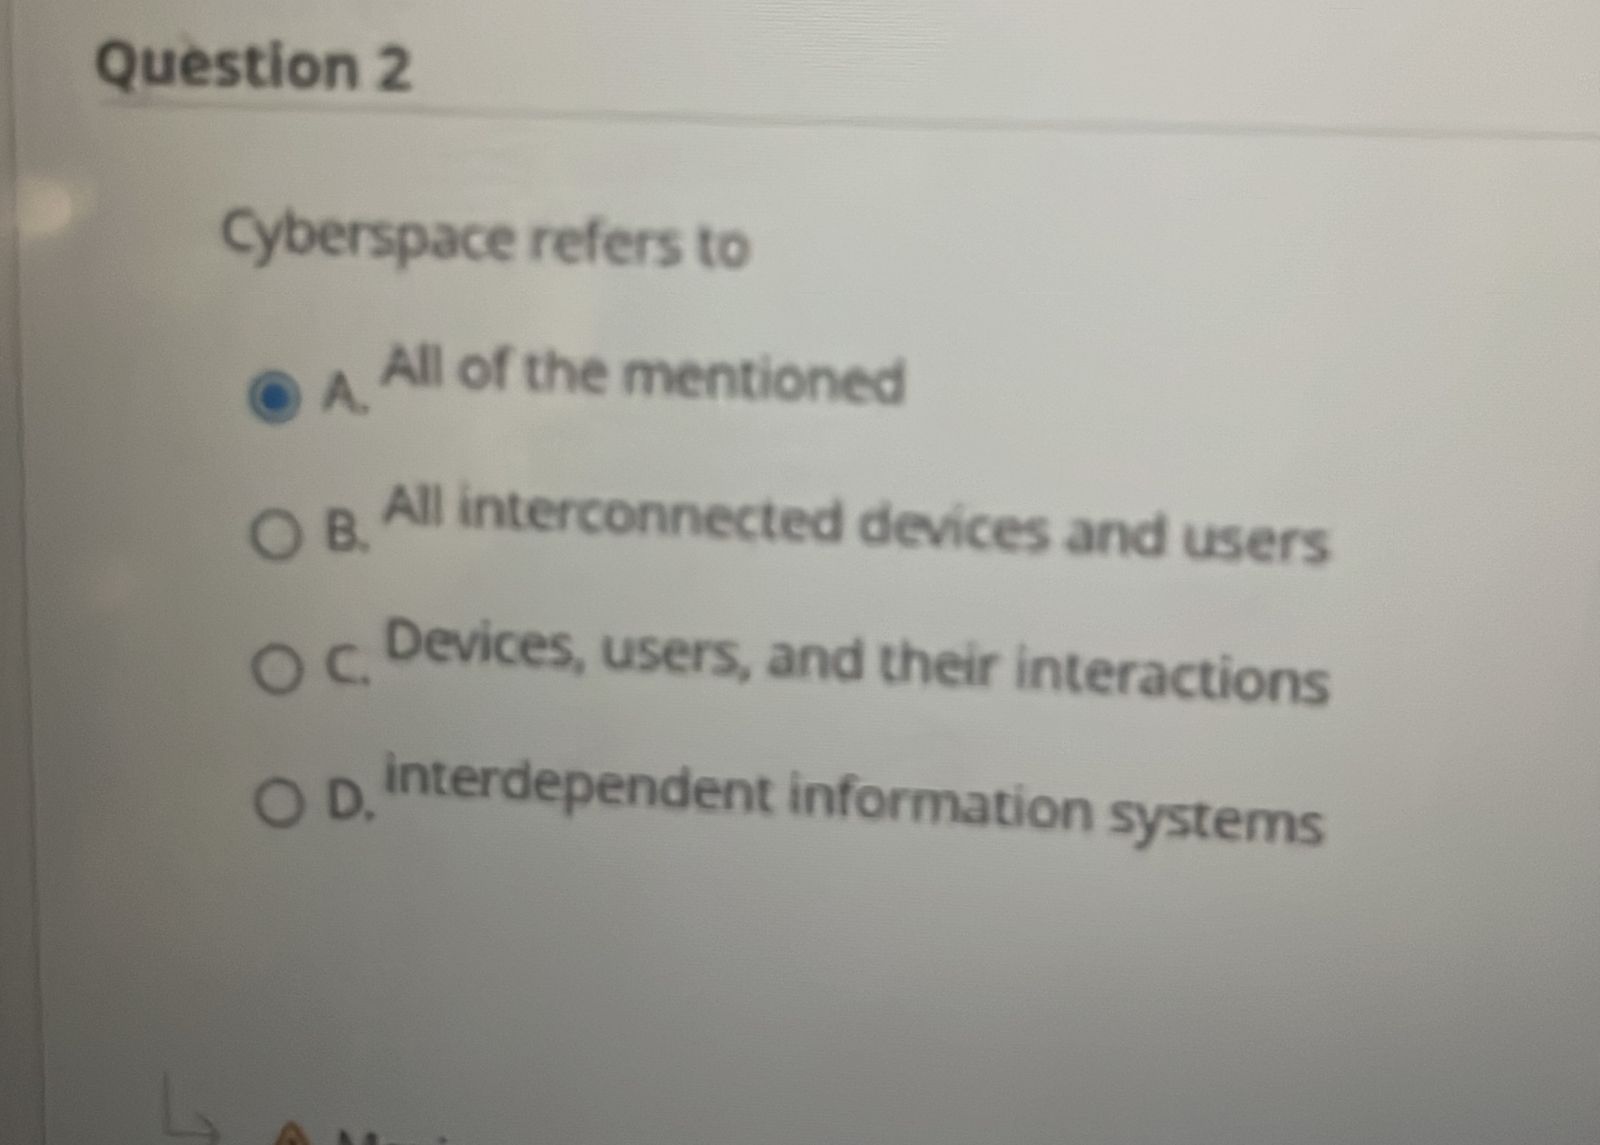 Question 2
Cyberspace refers to
A. All of the mentioned
B. All interconnected devices and users
C. Devices, users, and their interactions
D. interdependent information systems